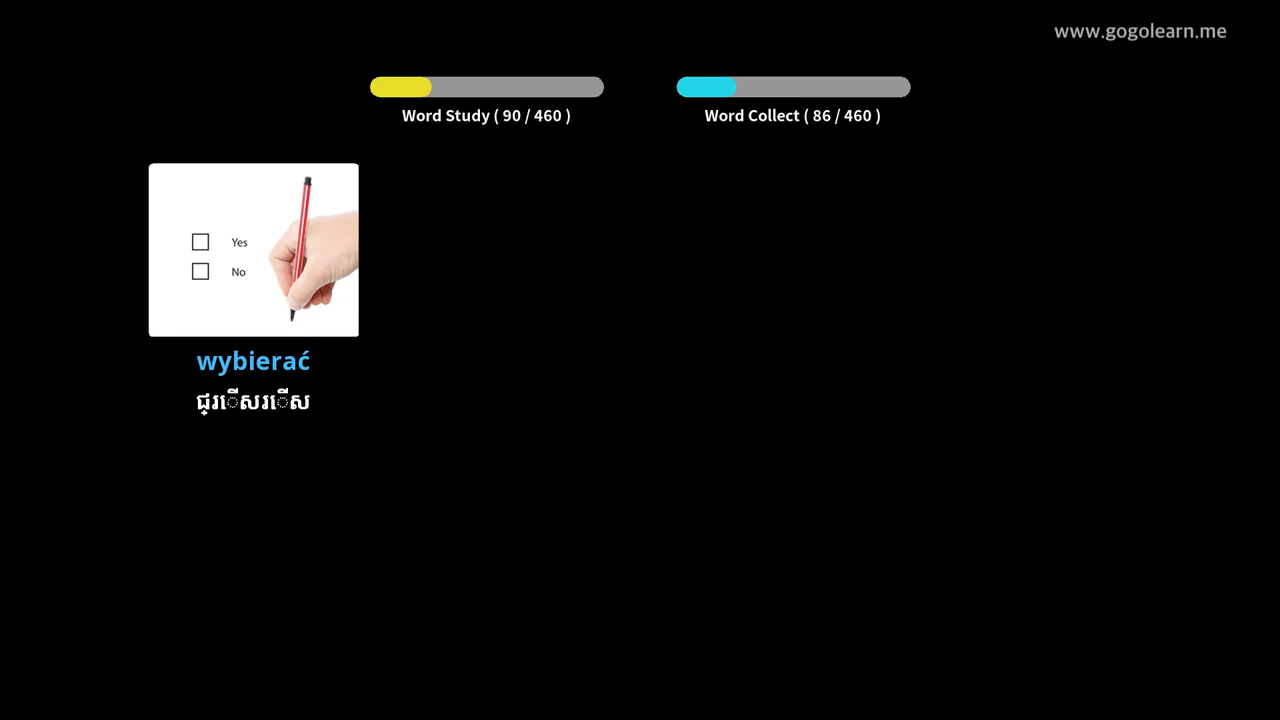 www.gogolearn.me
Word Study ( 90 / 460 )
Word Collect ( 86 / 460 )
Yes
No
wybierać
ជ្រើសរើស